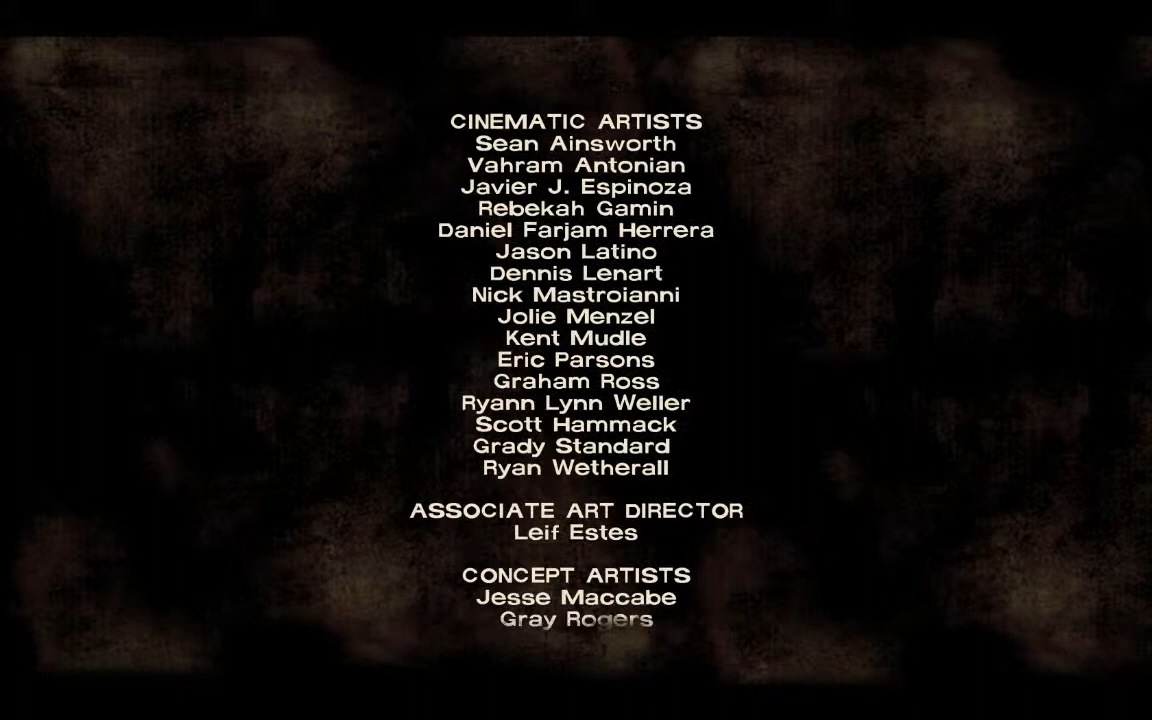 CINEMATIC ARTISTS
Sean Ainsworth
Vahram Antonian
Javier J. Espinoza
Rebekah Gamin
Daniel Farjam Herrera
Jason Latino
Dennis Lenart
Nick Mastroianni
Jolie Menzel
Kent Mudle
Eric Parsons
Graham Ross
Ryann Lynn Weller
Scott Hammack
Grady Standard
Ryan Wetherall
ASSOCIATE ART DIRECTOR
Leif Estes
CONCEPT ARTISTS
Jesse Maccabe
Gray Rogers